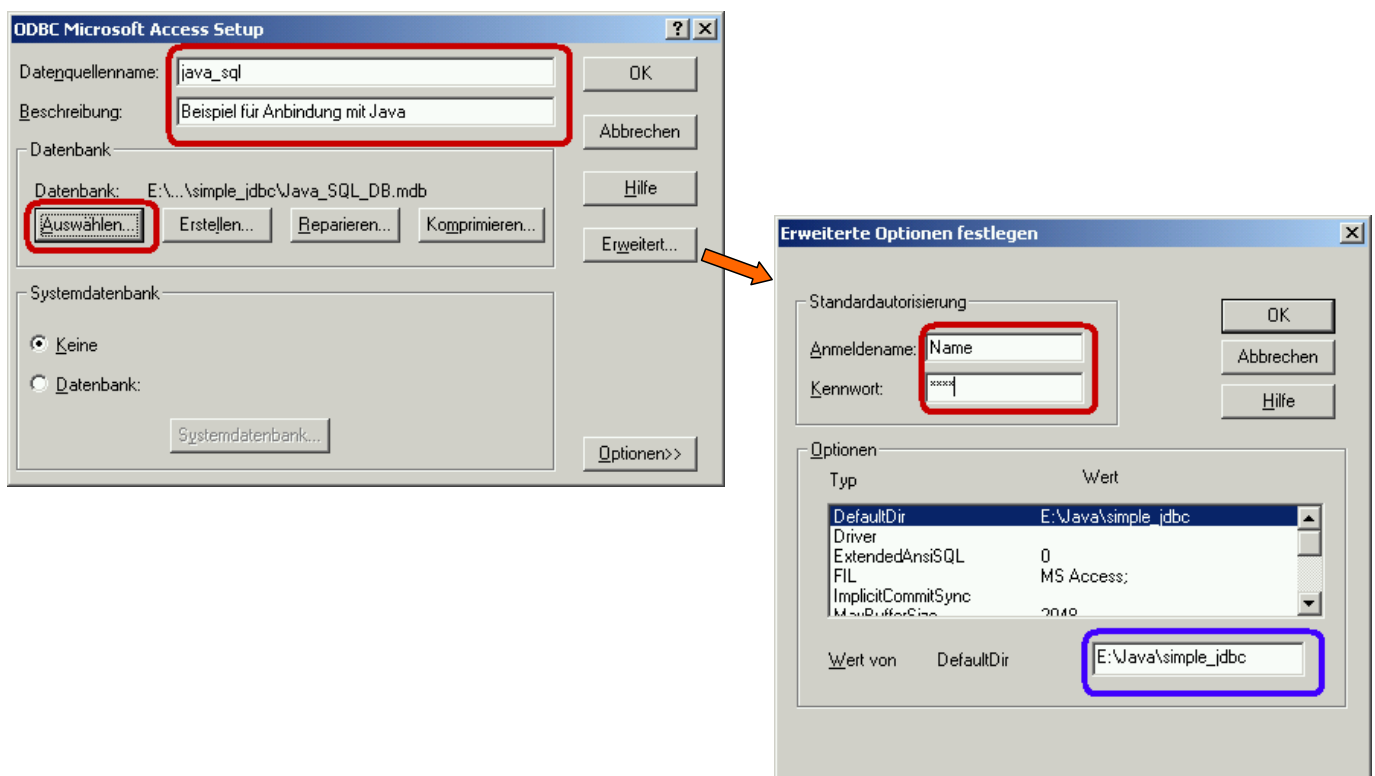 ODBC Microsoft Access Setup
Datenquellenname: java_sql
OK
Beschreibung: Beispiel für Anbindung mit Java
Abbrechen
Datenbank
Datenbank: E:\...\simple_jdbc\Java_SQL_DB.mdb
Hilfe
Auswählen... Erstellen... Reparieren... Komprimieren...
Erweitert...
Systemdatenbank
Keine
Datenbank:
Systemdatenbank...
Optionen>>
Erweiterte Optionen festlegen
Standardautorisierung
OK
Anmeldename: Name
Abbrechen
Kennwort: ****
Hilfe
Optionen
Typ Wert
DefaultDir E:\Java\simple_jdbc
Driver
ExtendedAnsiSQL 0
FIL MS Access;
ImplicitCommitSync
MaxBufferSize 2048
Wert von DefaultDir E:\Java\simple_jdbc